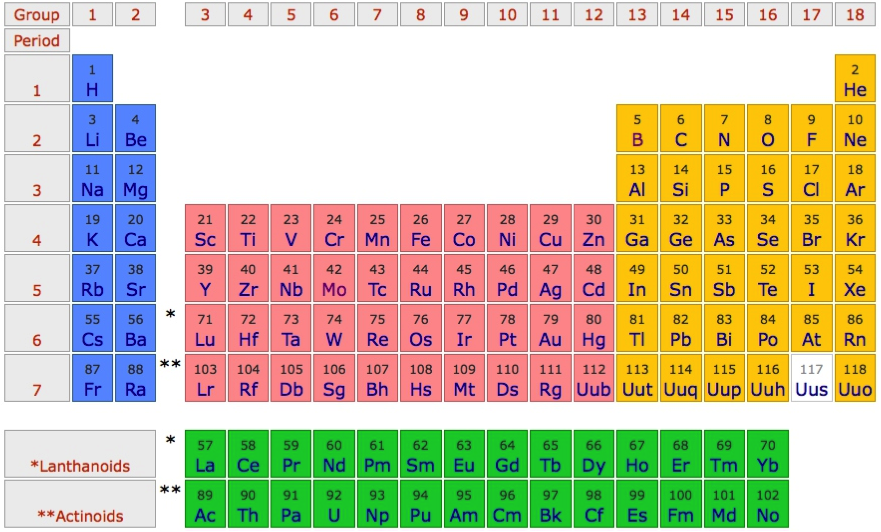 Group 1 2 3 4 5 6 7 8 9 10 11 12 13 14 15 16 17 18
Period
1 2
1 H He
3 4 5 6 7 8 9 10
2 Li Be B C N O F Ne
11 12 13 14 15 16 17 18
3 Na Mg Al Si P S Cl Ar
19 20 21 22 23 24 25 26 27 28 29 30 31 32 33 34 35 36
4 K Ca Sc Ti V Cr Mn Fe Co Ni Cu Zn Ga Ge As Se Br Kr
37 38 39 40 41 42 43 44 45 46 47 48 49 50 51 52 53 54
5 Rb Sr Y Zr Nb Mo Tc Ru Rh Pd Ag Cd In Sn Sb Te I Xe
55 56 * 71 72 73 74 75 76 77 78 79 80 81 82 83 84 85 86
6 Cs Ba Lu Hf Ta W Re Os Ir Pt Au Hg Tl Pb Bi Po At Rn
87 88 ** 103 104 105 106 107 108 109 110 111 112 113 114 115 116 117 118
7 Fr Ra Lr Rf Db Sg Bh Hs Mt Ds Rg Uub Uut Uuq Uup Uuh Uus Uuo
* 57 58 59 60 61 62 63 64 65 66 67 68 69 70
*Lanthanoids La Ce Pr Nd Pm Sm Eu Gd Tb Dy Ho Er Tm Yb
** 89 90 91 92 93 94 95 96 97 98 99 100 101 102
**Actinoids Ac Th Pa U Np Pu Am Cm Bk Cf Es Fm Md No